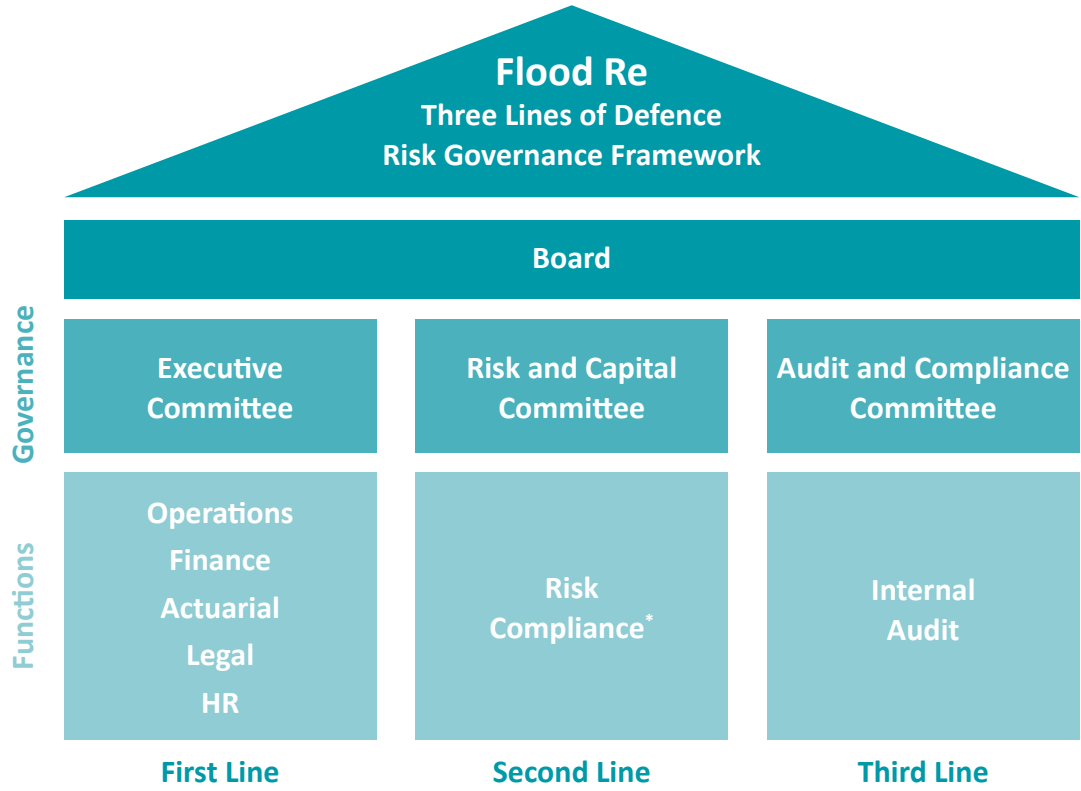 Flood Re
Three Lines of Defence
Risk Governance Framework
Board
Governance
Executive
Committee
Risk and Capital
Committee
Audit and Compliance
Committee
Functions
Operations
Finance
Actuarial
Legal
HR
Risk
Compliance*
Internal
Audit
First Line
Second Line
Third Line